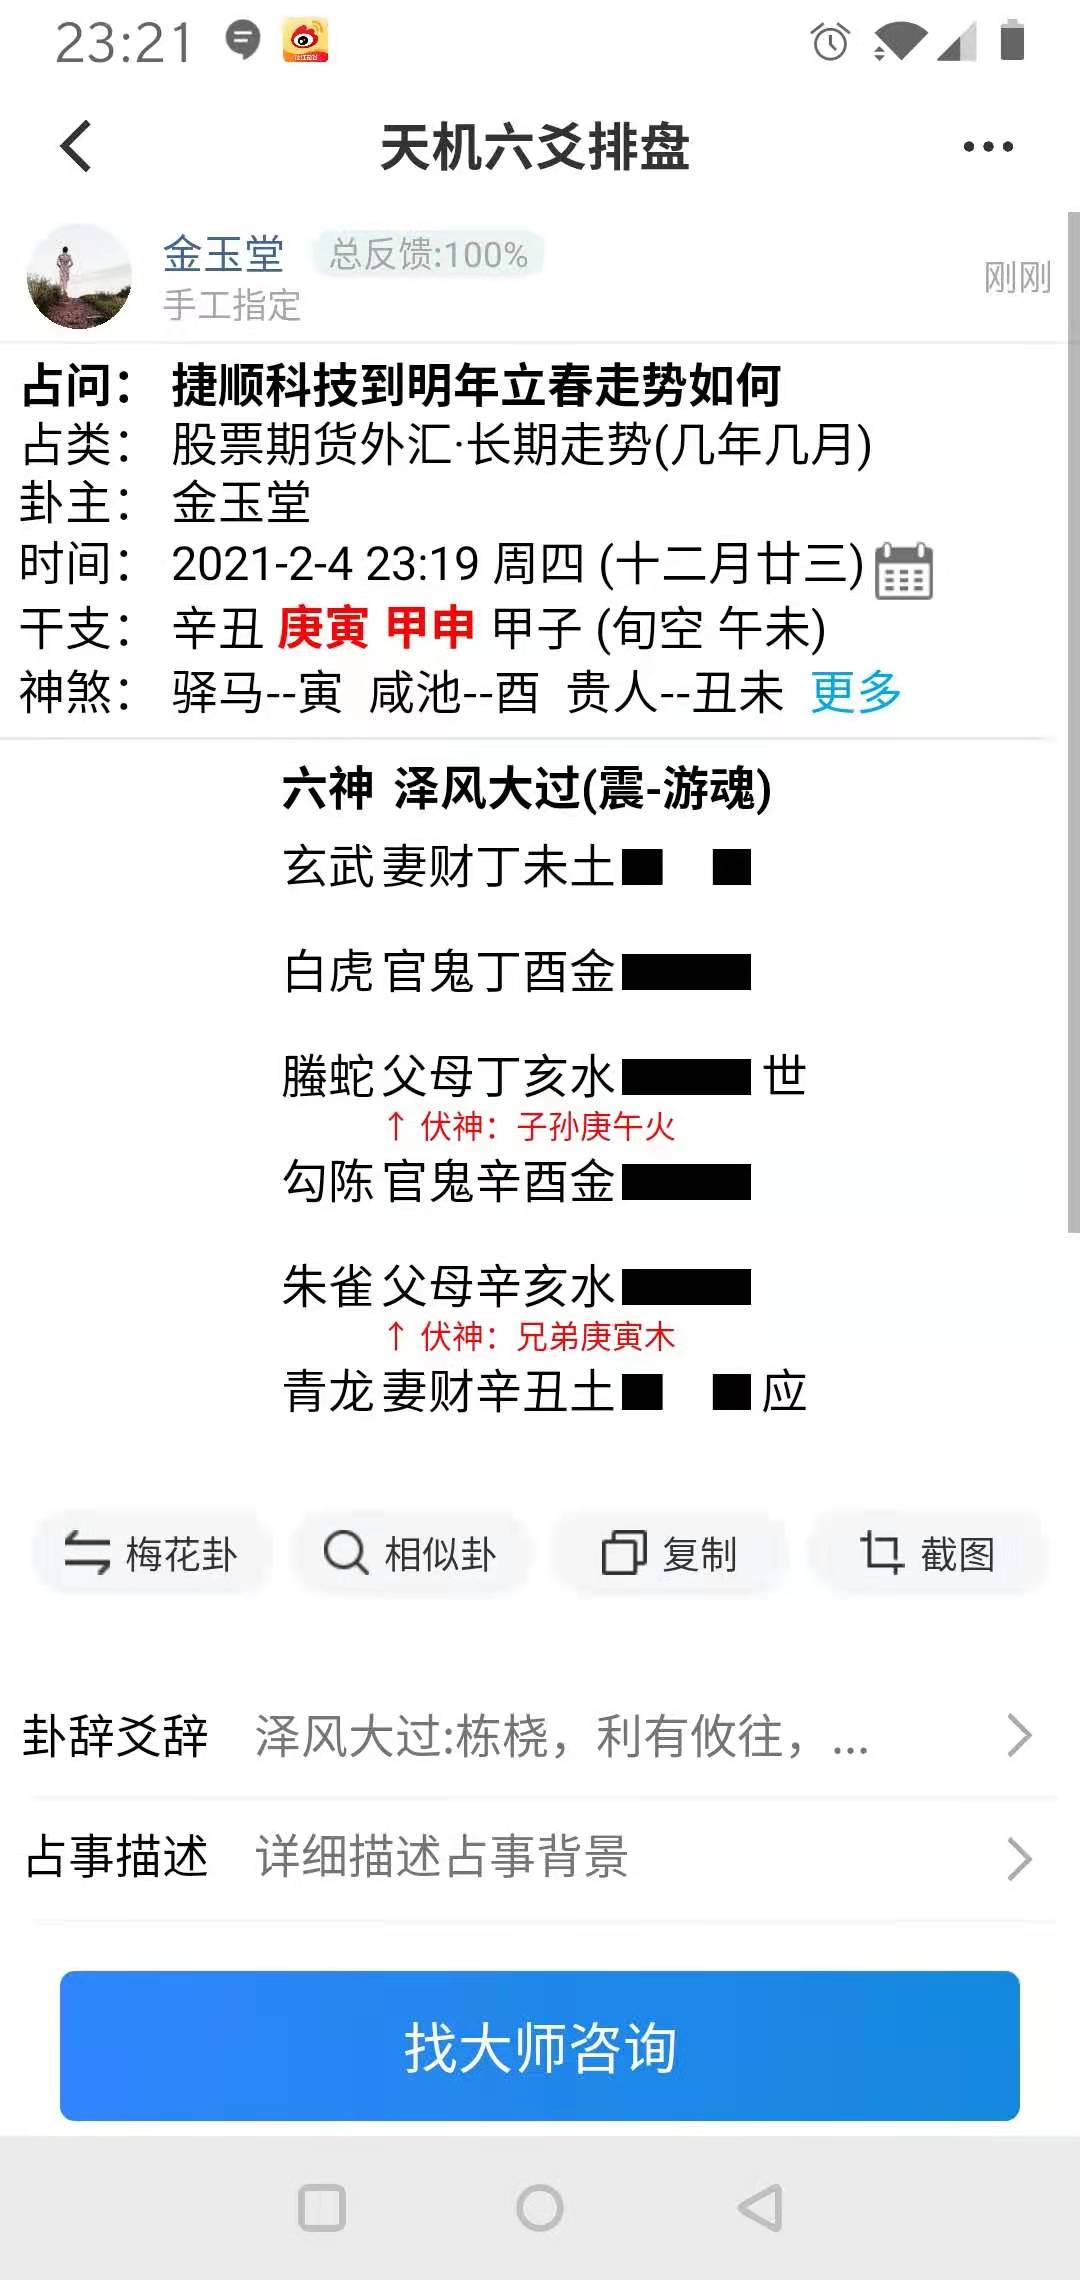 23:21
天机六爻排盘
金玉堂 总反馈:100%
手工指定
刚刚
占问： 捷顺科技到明年立春走势如何
占类： 股票期货外汇·长期走势(几年几月)
卦主： 金玉堂
时间： 2021-2-4 23:19 周四 (十二月廿三)
干支： 辛丑 庚寅 甲申 甲子 (旬空 午未)
神煞： 驿马--寅 咸池--酉 贵人--丑未 更多
六神 泽风大过(震-游魂)
玄武 妻财丁未土
白虎 官鬼丁酉金
螣蛇 父母丁亥水 世
↑ 伏神：子孙庚午火
勾陈 官鬼辛酉金
朱雀 父母辛亥水
↑ 伏神：兄弟庚寅木
青龙 妻财辛丑土 应
梅花卦 相似卦 复制 截图
卦辞爻辞 泽风大过:栋桡，利有攸往，...
占事描述 详细描述占事背景
找大师咨询